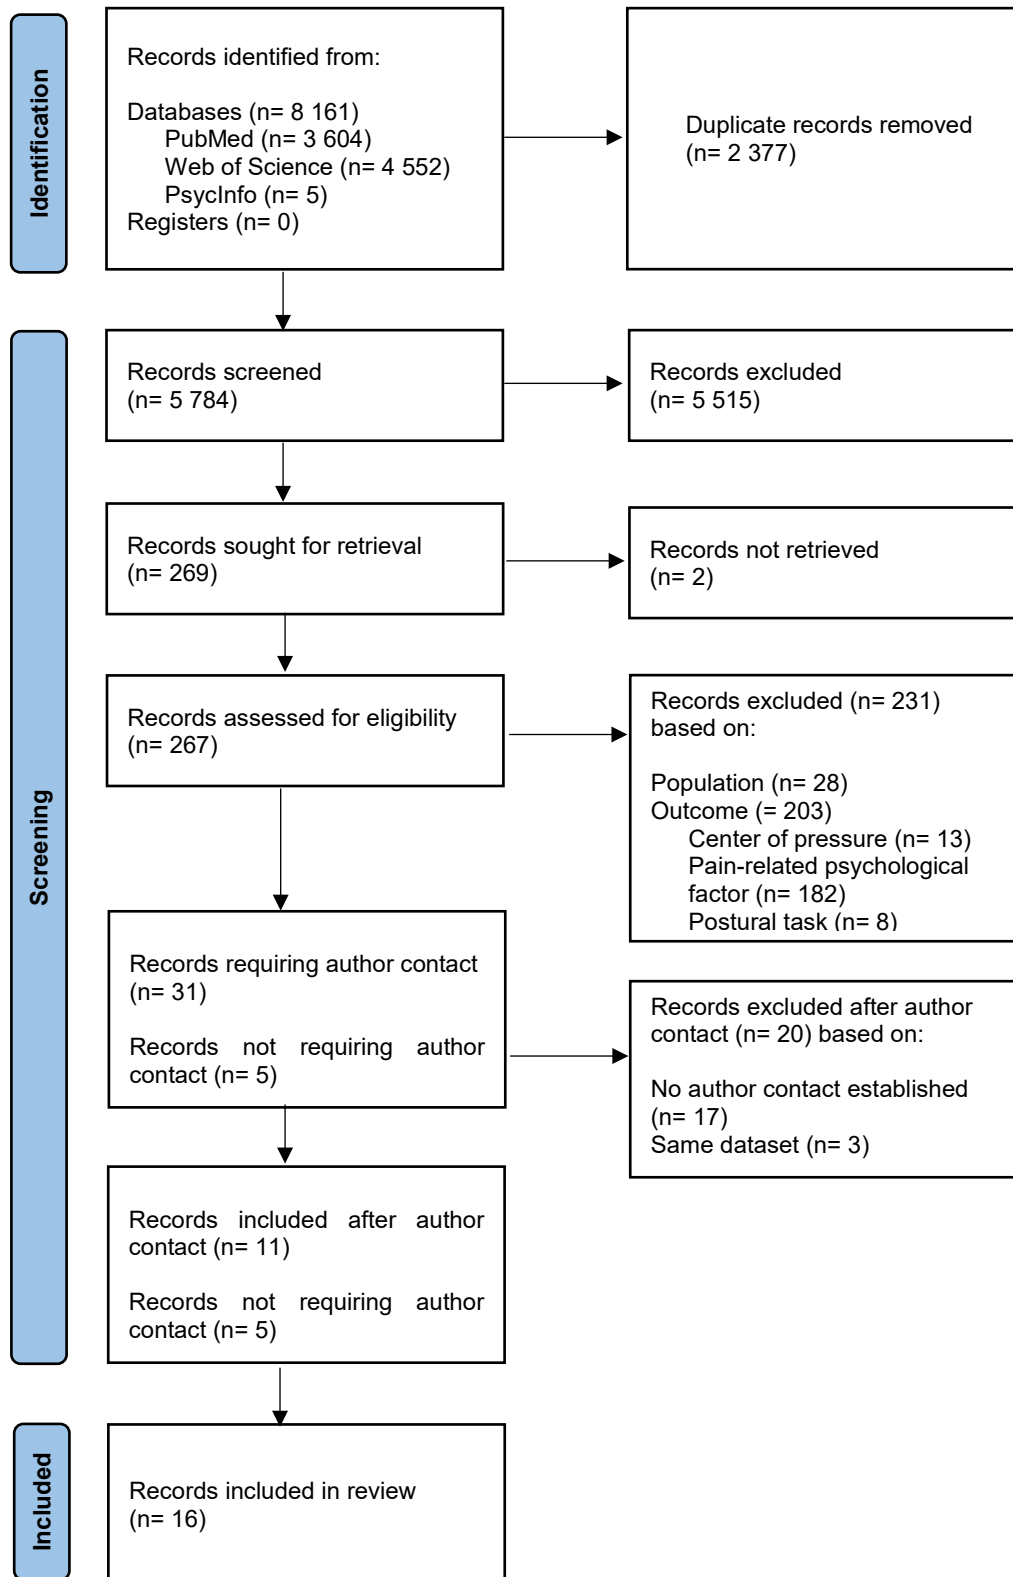 Identification
Records identified from:
Databases (n= 8 161)
PubMed (n= 3 604)
Web of Science (n= 4 552)
PsycInfo (n= 5)
Registers (n= 0)
Duplicate records removed
(n= 2 377)
Screening
Records screened
(n= 5 784)
Records excluded
(n= 5 515)
Records sought for retrieval
(n= 269)
Records not retrieved
(n= 2)
Records assessed for eligibility
(n= 267)
Records excluded (n= 231)
based on:
Population (n= 28)
Outcome (= 203)
Center of pressure (n= 13)
Pain-related psychological
factor (n= 182)
Postural task (n= 8)
Records requiring author contact
(n= 31)
Records not requiring author
contact (n= 5)
Records excluded after author
contact (n= 20) based on:
No author contact established
(n= 17)
Same dataset (n= 3)
Records included after author
contact (n= 11)
Records not requiring author
contact (n= 5)
Included
Records included in review
(n= 16)